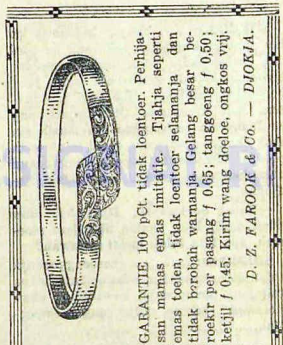 GARANTIE 100 pCt. tidak loentoer. Perhija-
san mamas emas imitatie. Tjahja seperti
emas toelen, tidak loentoer selamanja dan
tidak borobah warnanja. Gelang besar be-
roekir per pasang f 0.65; tanggoeng f 0,50;
ketjil f 0,45. Kirim wang doeloe, ongkos vrij.
D. Z. FAROOK & Co. — DJOKJA.